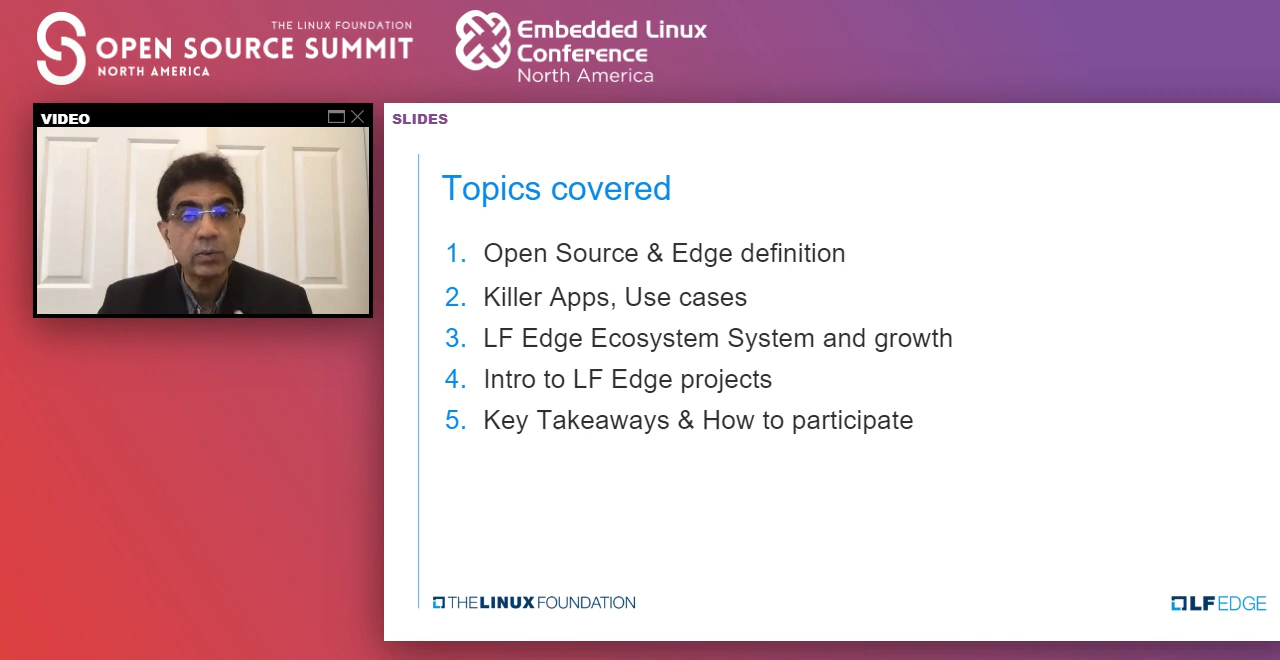 THE LINUX FOUNDATION
OPEN SOURCE SUMMIT
NORTH AMERICA
Embedded Linux
Conference
North America
VIDEO
SLIDES
Topics covered
1. Open Source & Edge definition
2. Killer Apps, Use cases
3. LF Edge Ecosystem System and growth
4. Intro to LF Edge projects
5. Key Takeaways & How to participate
THE LINUX FOUNDATION
LF EDGE